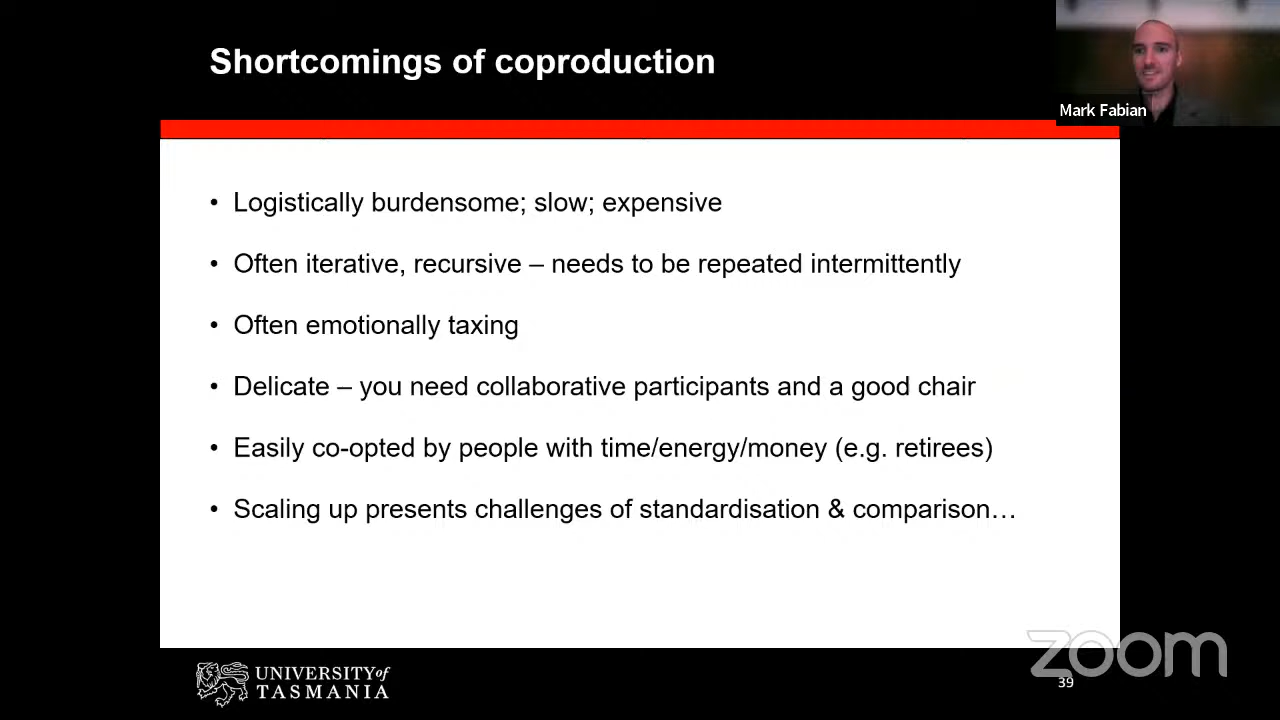 Shortcomings of coproduction
Mark Fabian
• Logistically burdensome; slow; expensive
• Often iterative, recursive – needs to be repeated intermittently
• Often emotionally taxing
• Delicate – you need collaborative participants and a good chair
• Easily co-opted by people with time/energy/money (e.g. retirees)
• Scaling up presents challenges of standardisation & comparison…
UNIVERSITY of
TASMANIA
zoom
39